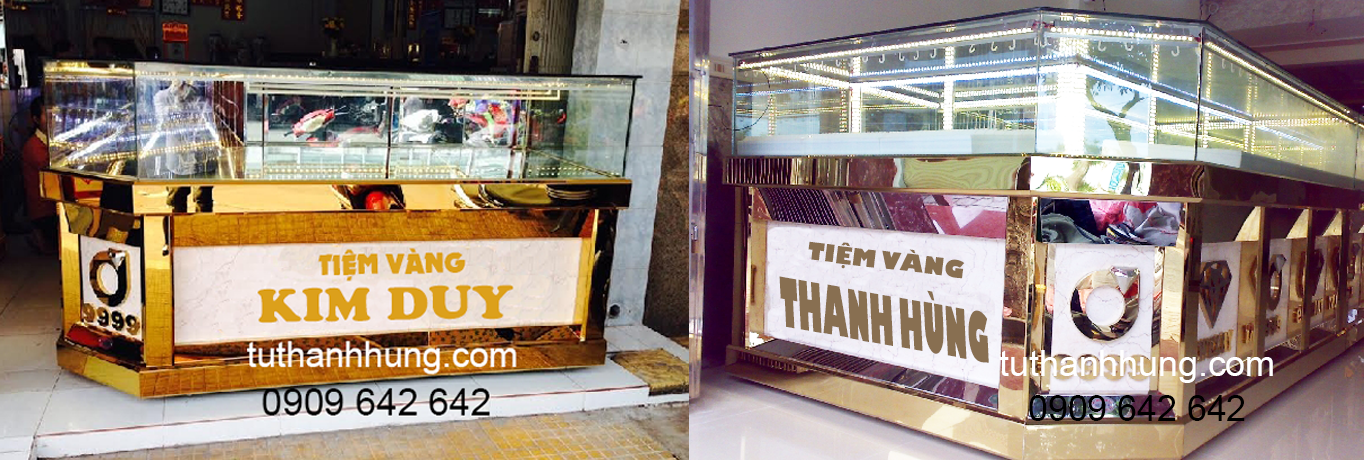 TIỆM VÀNG
KIM DUY
9999
tuthanhhung.com
0909 642 642
TIỆM VÀNG
THANH HÙNG
tuthanhhung.com
0909 642 642